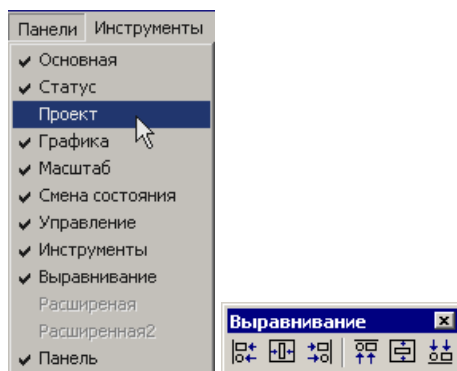 Панели Инструменты
Основная
Статус
Проект
Графика
Масштаб
Смена состояния
Управление
Инструменты
Выравнивание
Расширеная
Расширенная2
Панель
Выравнивание